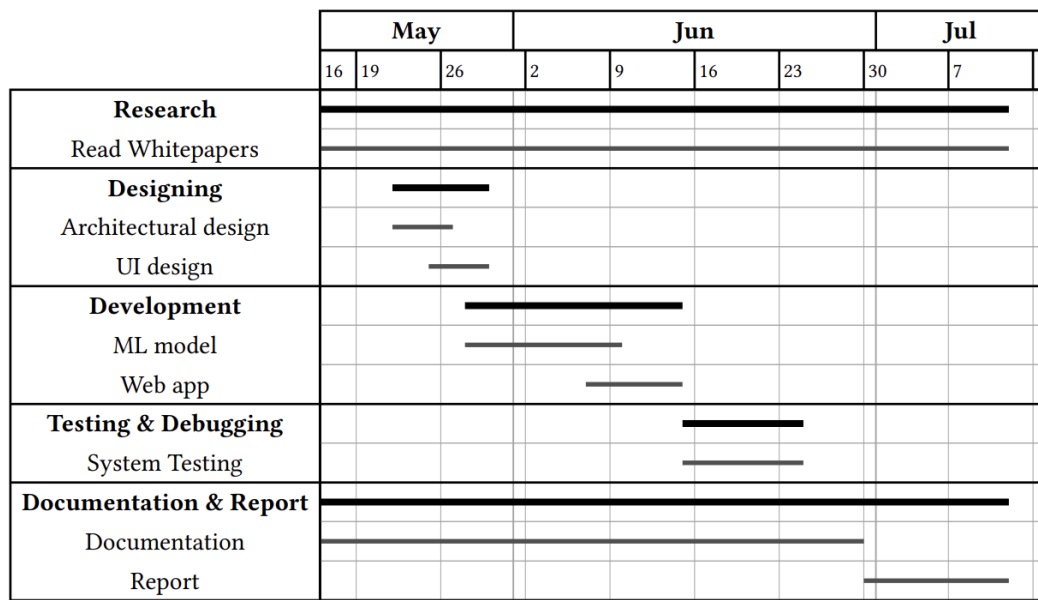 May Jun Jul
16 19 26 2 9 16 23 30 7
Research
Read Whitepapers
Designing
Architectural design
UI design
Development
ML model
Web app
Testing & Debugging
System Testing
Documentation & Report
Documentation
Report